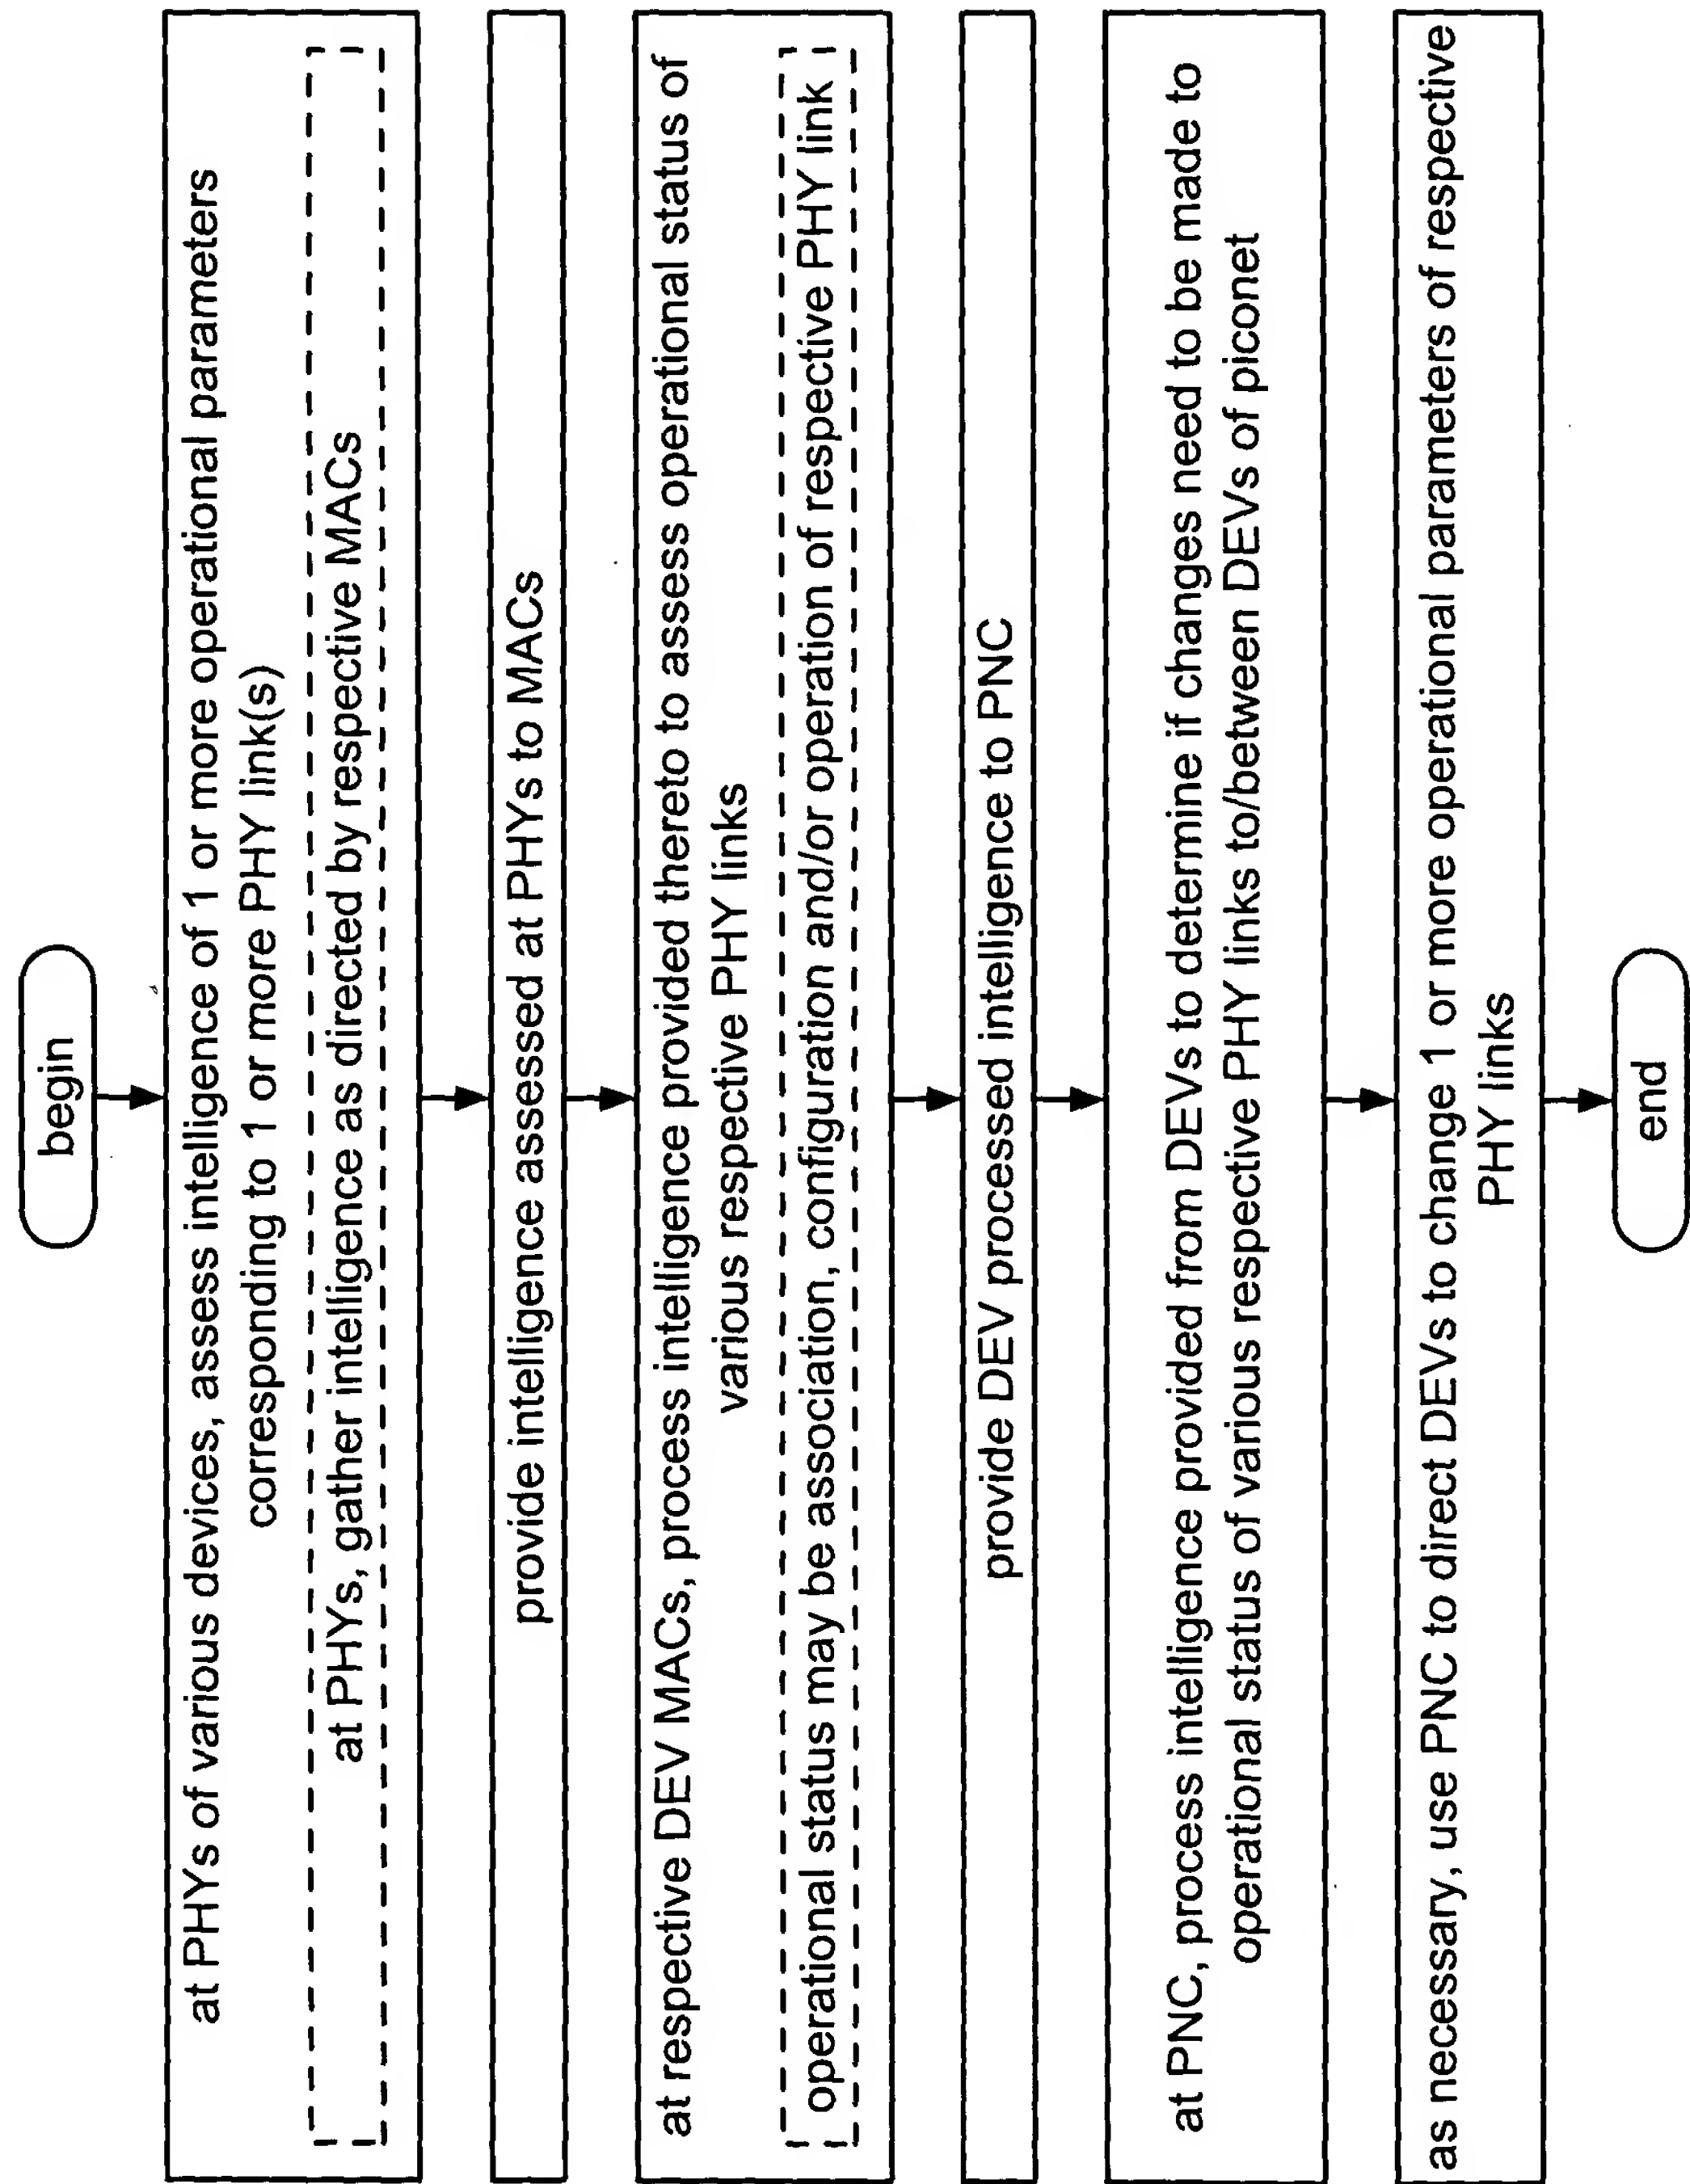 begin
at PHYs of various devices, assess intelligence of 1 or more operational parameters
corresponding to 1 or more PHY link(s)
at PHYs, gather intelligence as directed by respective MACs
provide intelligence assessed at PHYs to MACs
at respective DEV MACs, process intelligence provided thereto to assess operational status of
various respective PHY links
operational status may be association, configuration and/or operation of respective PHY link
provide DEV processed intelligence to PNC
at PNC, process intelligence provided from DEVs to determine if changes need to be made to
operational status of various respective PHY links to/between DEVs of piconet
as necessary, use PNC to direct DEVs to change 1 or more operational parameters of respective
PHY links
end